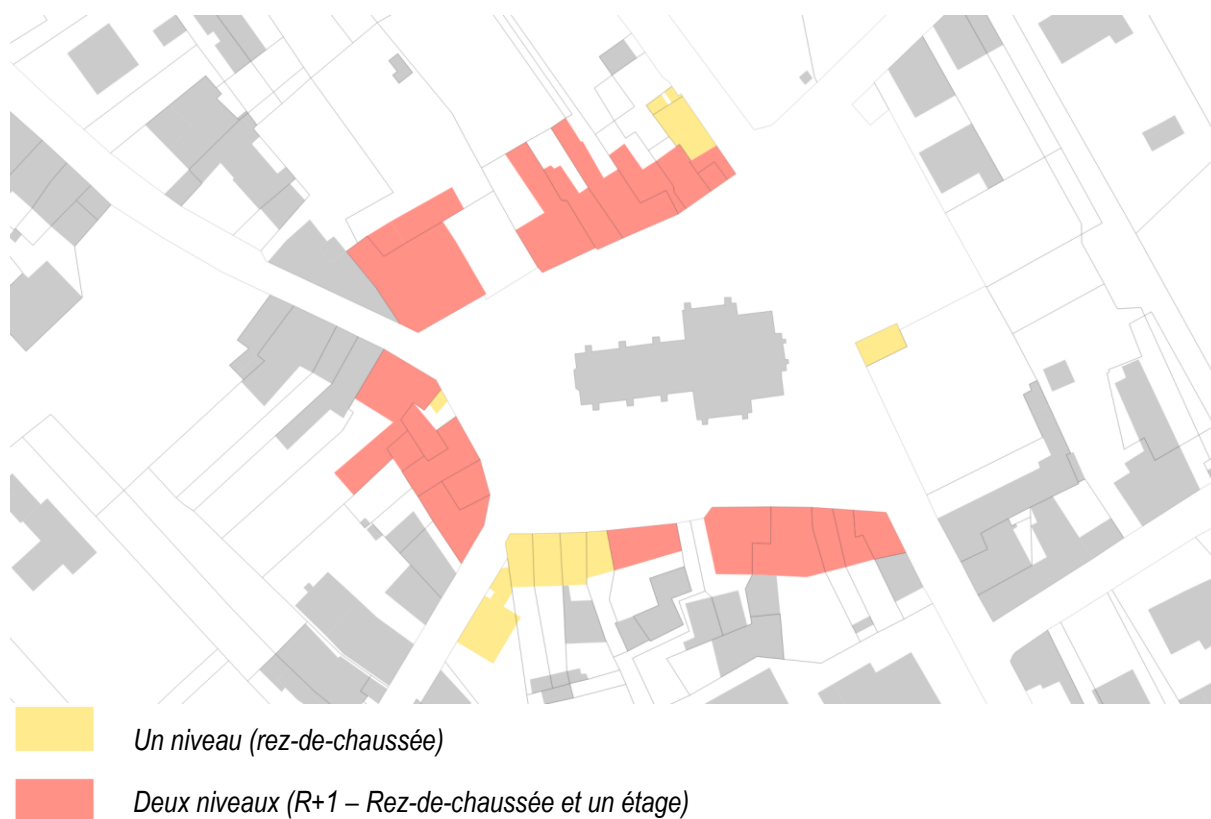 Un niveau (rez-de-chaussée)
Deux niveaux (R+1 – Rez-de-chaussée et un étage)